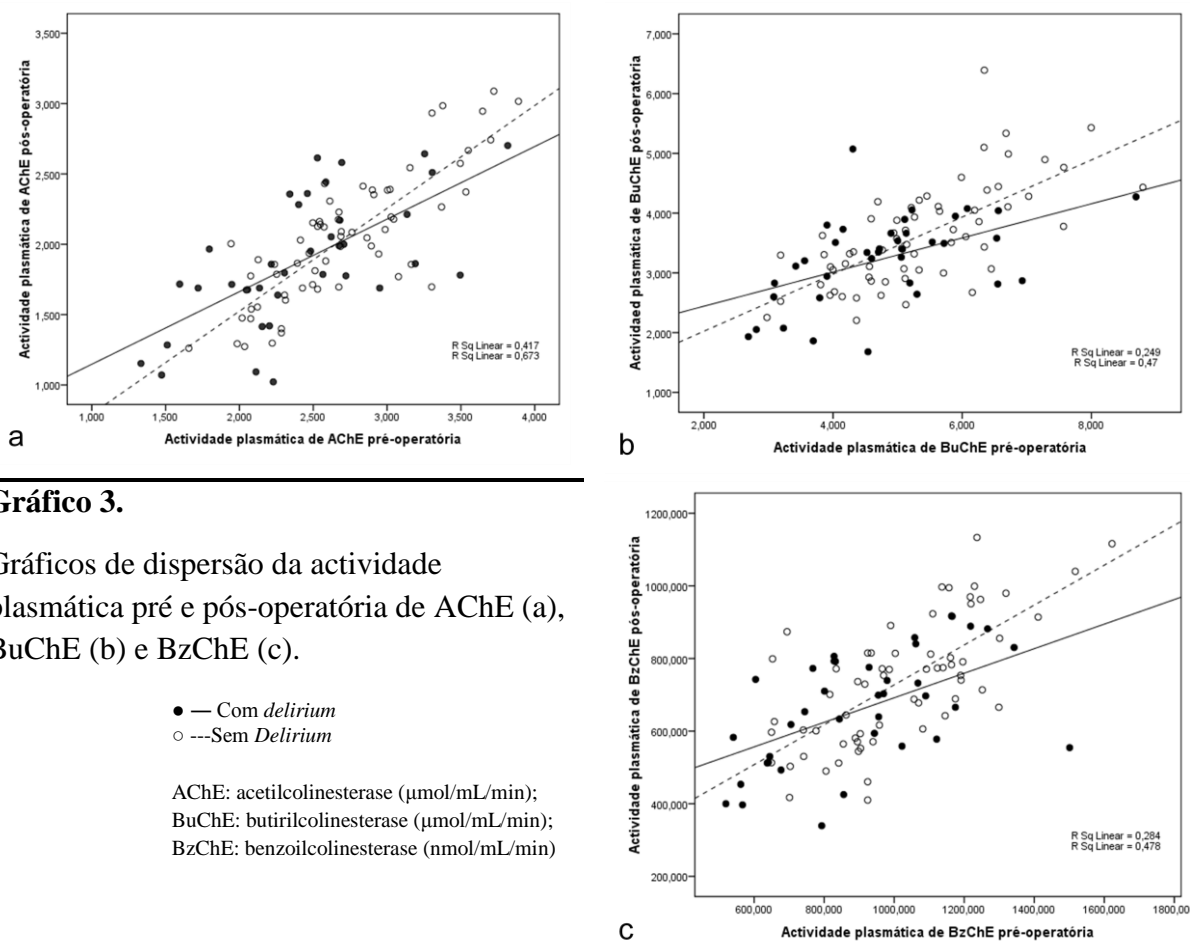 Actividade plasmática de AChE pós-operatória
3,500
3,000
2,500
2,000
1,500
1,000
R Sq Linear = 0,417
R Sq Linear = 0,673
1,000 1,500 2,000 2,500 3,000 3,500 4,000
Actividade plasmática de AChE pré-operatória
a
Actividaed plasmática de BuChE pós-operatória
7,000
6,000
5,000
4,000
3,000
2,000
1,000
R Sq Linear = 0,249
R Sq Linear = 0,47
2,000 4,000 6,000 8,000
Actividade plasmática de BuChE pré-operatória
b
Gráfico 3.
Gráficos de dispersão da actividade
plasmática pré e pós-operatória de AChE (a),
BuChE (b) e BzChE (c).
● — Com delirium
○ ---Sem Delirium
AChE: acetilcolinesterase (μmol/mL/min);
BuChE: butirilcolinesterase (μmol/mL/min);
BzChE: benzoilcolinesterase (nmol/mL/min)
Actividade plasmática de BzChE pós-operatória
1200,000
1000,000
800,000
600,000
400,000
200,000
R Sq Linear = 0,284
R Sq Linear = 0,478
600,000 800,000 1000,000 1200,000 1400,000 1600,000 1800,00
Actividade plasmática de BzChE pré-operatória
c